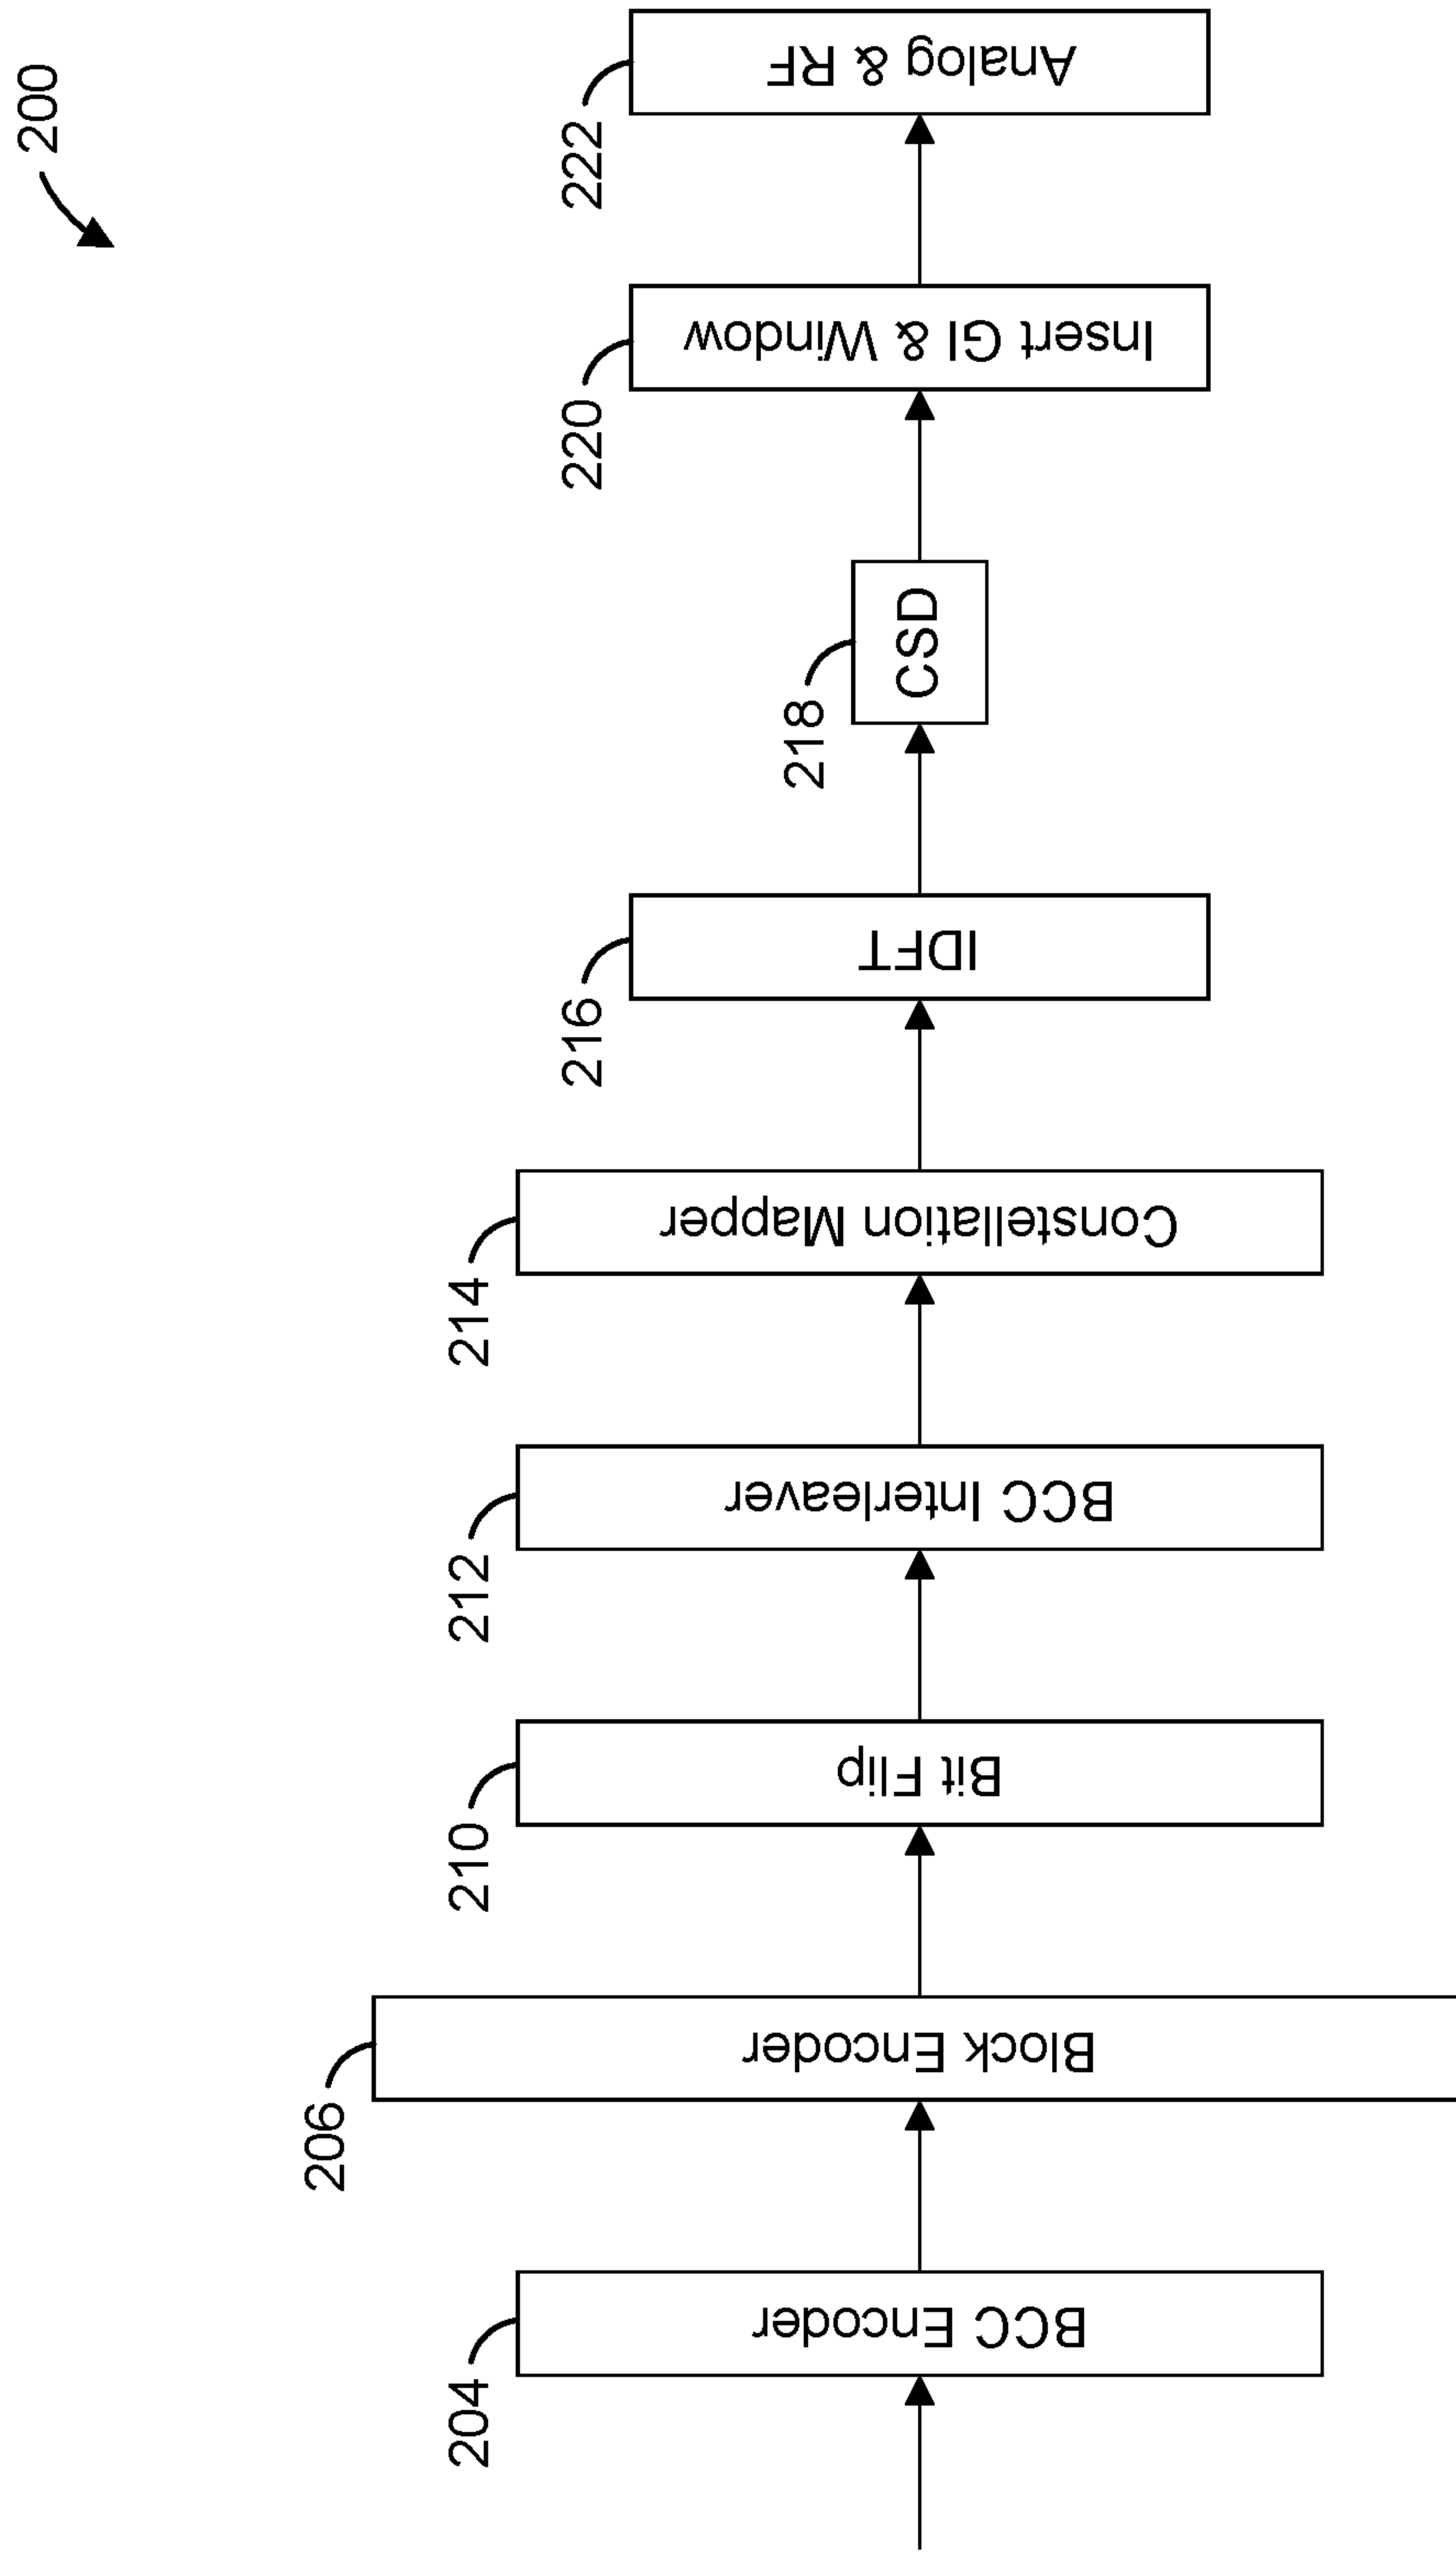 200
204
BCC Encoder
206
Block Encoder
210
Bit Flip
212
BCC Interleaver
214
Constellation Mapper
216
IDFT
218
CSD
220
Insert GI & Window
222
Analog & RF